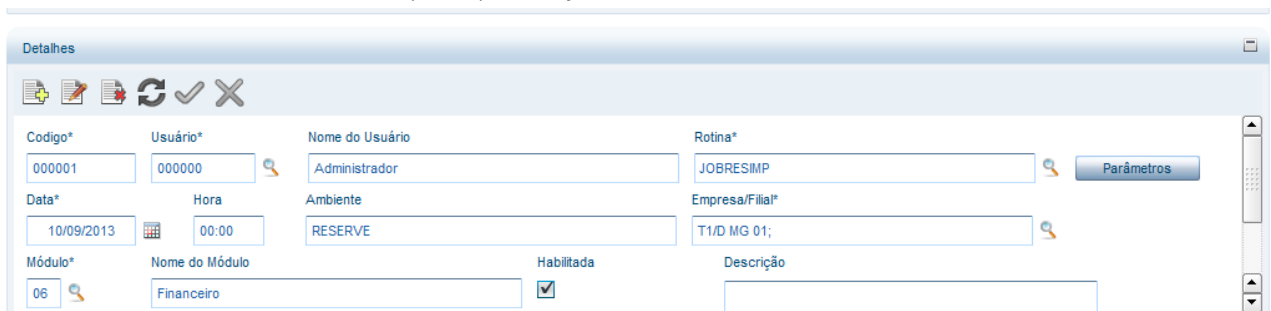 Detalhes
Codigo* Usuário* Nome do Usuário Rotina*
000001 000000 Administrador JOBRESIMP Parâmetros
Data* Hora Ambiente Empresa/Filial*
10/09/2013 00:00 RESERVE T1/D MG 01;
Módulo* Nome do Módulo Habilitada Descrição
06 Financeiro